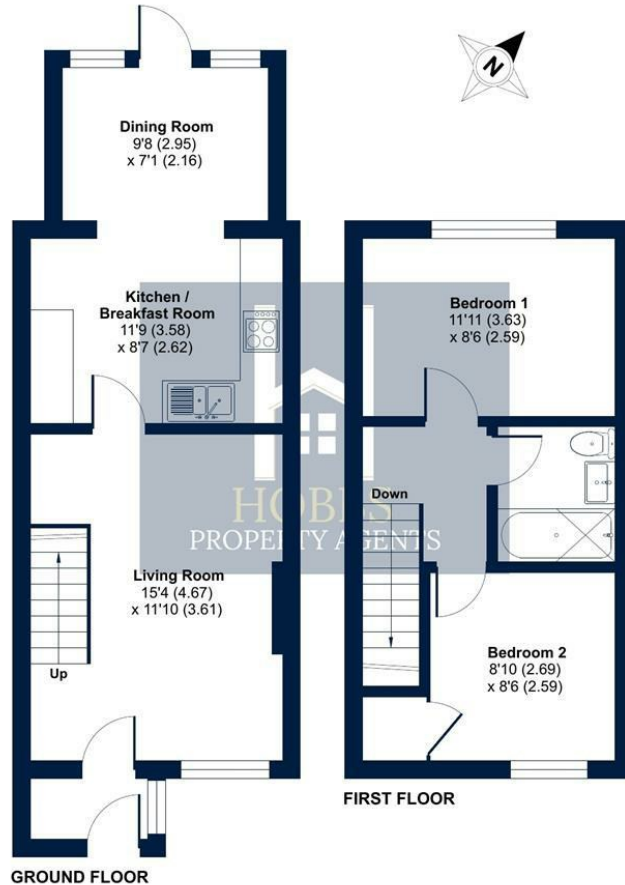 N
Dining Room
9'8 (2.95)
x 7'1 (2.16)
Kitchen /
Breakfast Room
11'9 (3.58)
x 8'7 (2.62)
Living Room
15'4 (4.67)
x 11'10 (3.61)
Up
GROUND FLOOR
Bedroom 1
11'11 (3.63)
x 8'6 (2.59)
Down
Bedroom 2
8'10 (2.69)
x 8'6 (2.59)
FIRST FLOOR
PROPERTY AGENTS